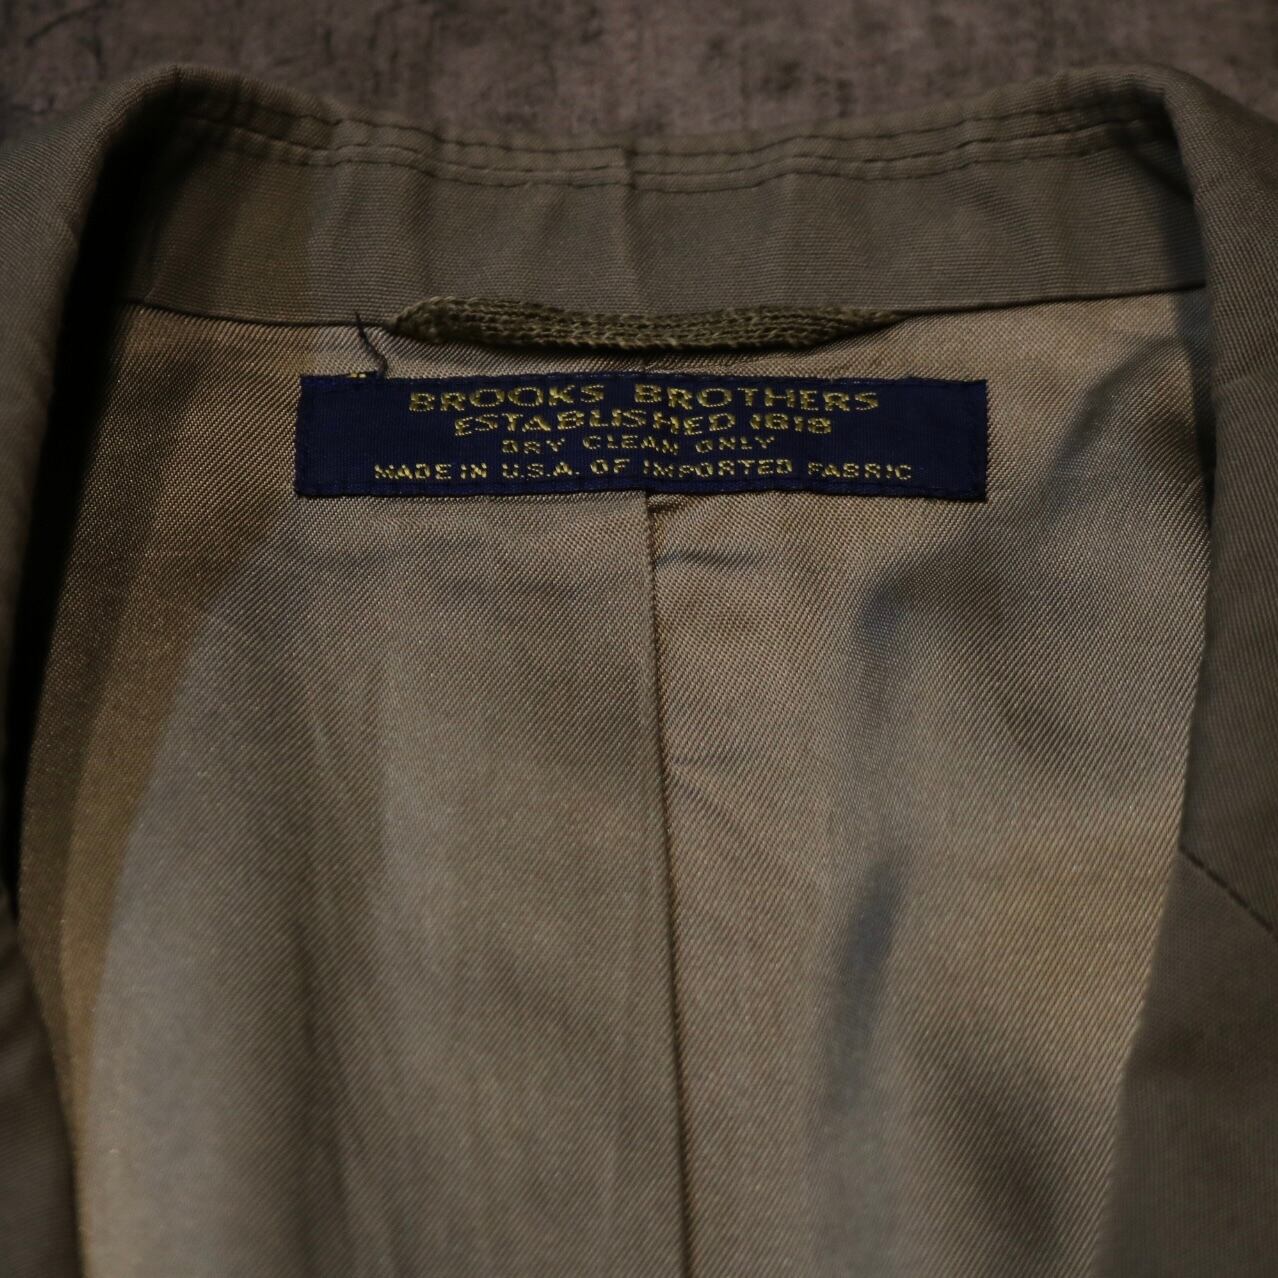 BROOKS BROTHERS
ESTABLISHED 1818
DRY CLEAN ONLY
MADE IN U.S.A. OF IMPORTED FABRIC